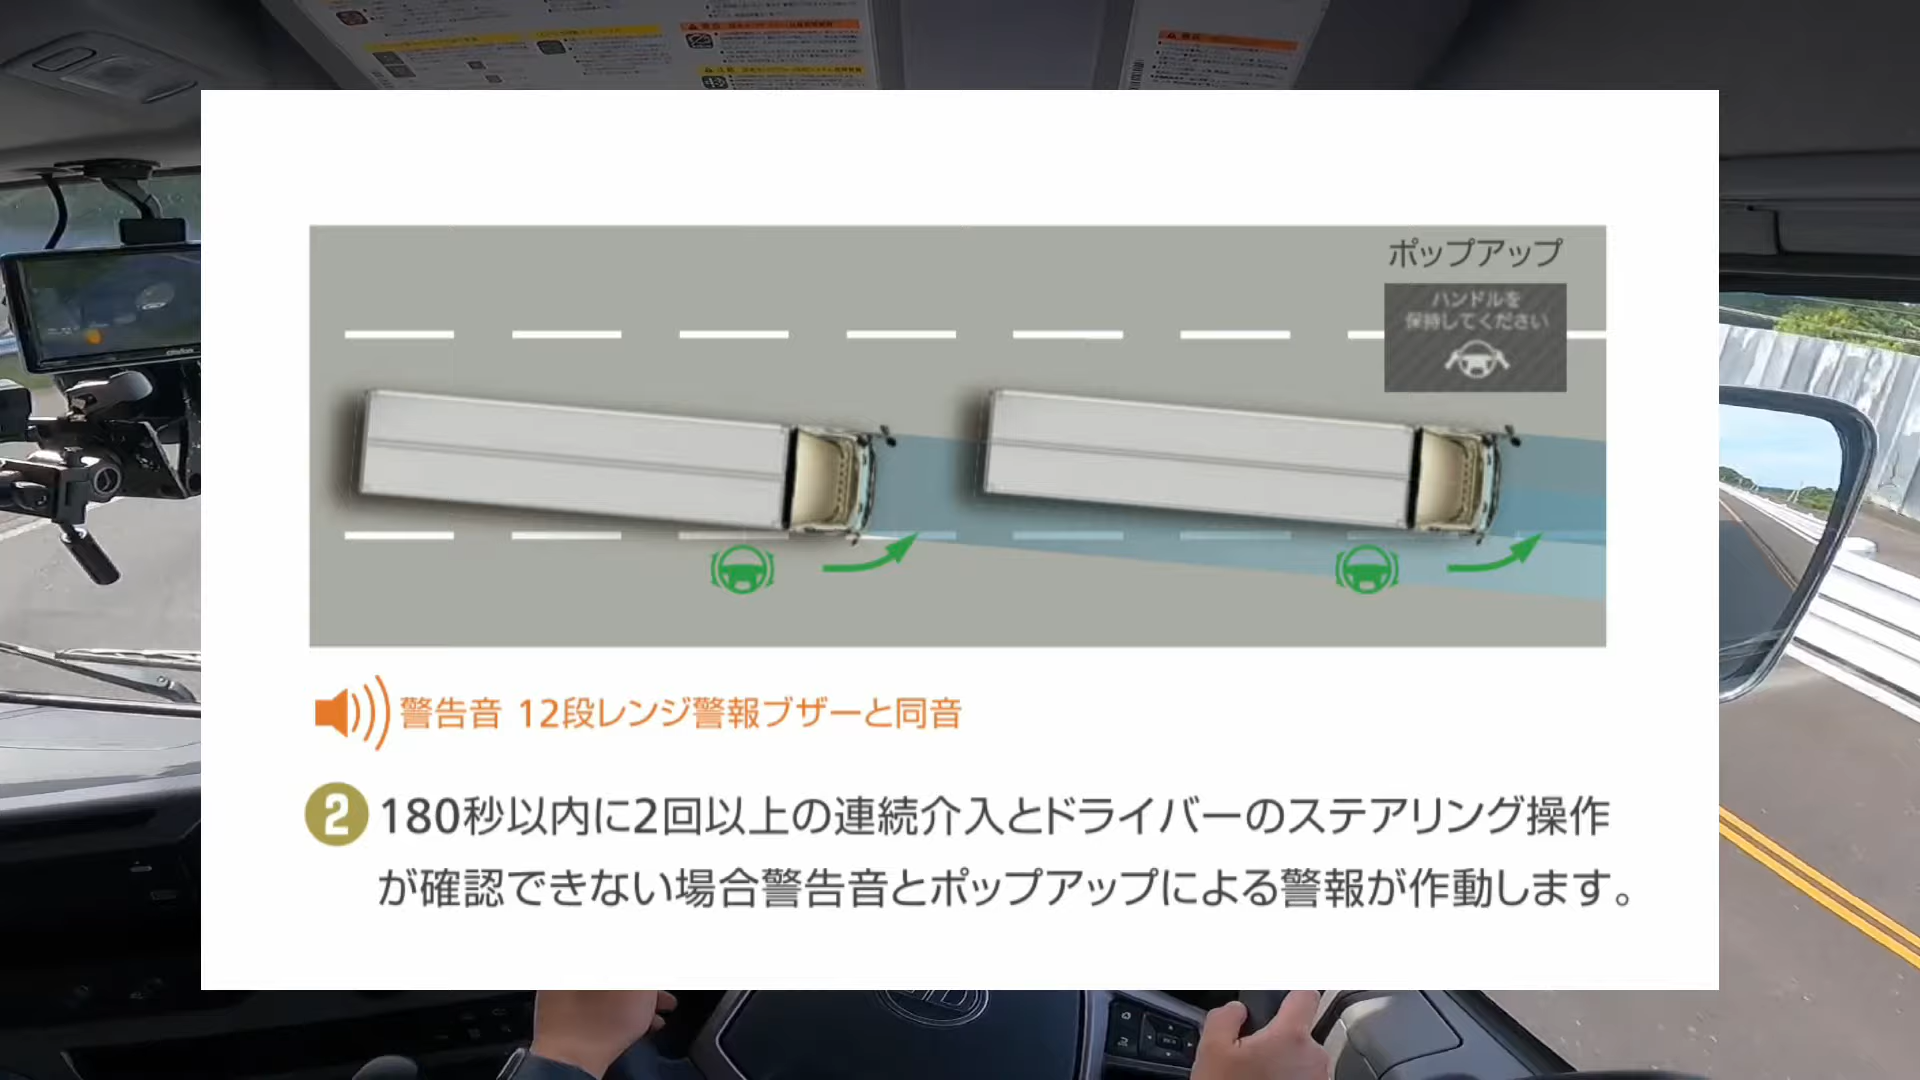 ポップアップ
ハンドルを
保持してください
警告音 12段レンジ警報ブザーと同音
2 180秒以内に2回以上の連続介入とドライバーのステアリング操作
が確認できない場合警告音とポップアップによる警報が作動します。